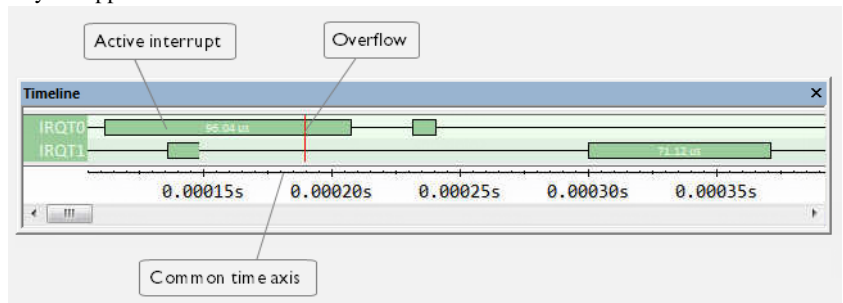 Active interrupt
Overflow
Timeline
IRQT0
95.04 us
IRQT1
71.12 us
0.00015s 0.00020s 0.00025s 0.00030s 0.00035s
Common time axis